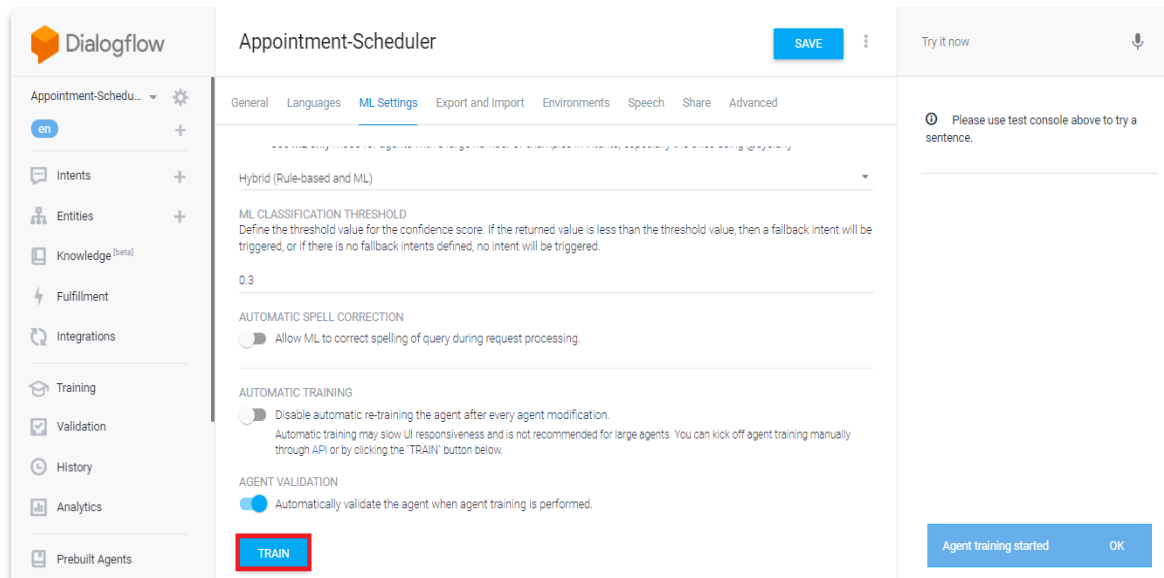 Dialogflow
Appointment-Schedu...
en
Intents
Entities
Knowledge [beta]
Fulfillment
Integrations
Training
Validation
History
Analytics
Prebuilt Agents
Appointment-Scheduler
SAVE
General Languages ML Settings Export and Import Environments Speech Share Advanced
Hybrid (Rule-based and ML)
ML CLASSIFICATION THRESHOLD
Define the threshold value for the confidence score. If the returned value is less than the threshold value, then a fallback intent will be
triggered, or if there is no fallback intents defined, no intent will be triggered.
0.3
AUTOMATIC SPELL CORRECTION
Allow ML to correct spelling of query during request processing.
AUTOMATIC TRAINING
Disable automatic re-training the agent after every agent modification.
Automatic training may slow UI responsiveness and is not recommended for large agents. You can kick off agent training manually
through API or by clicking the "TRAIN" button below.
AGENT VALIDATION
Automatically validate the agent when agent training is performed.
TRAIN
Try it now
Please use test console above to try a
sentence.
Agent training started OK